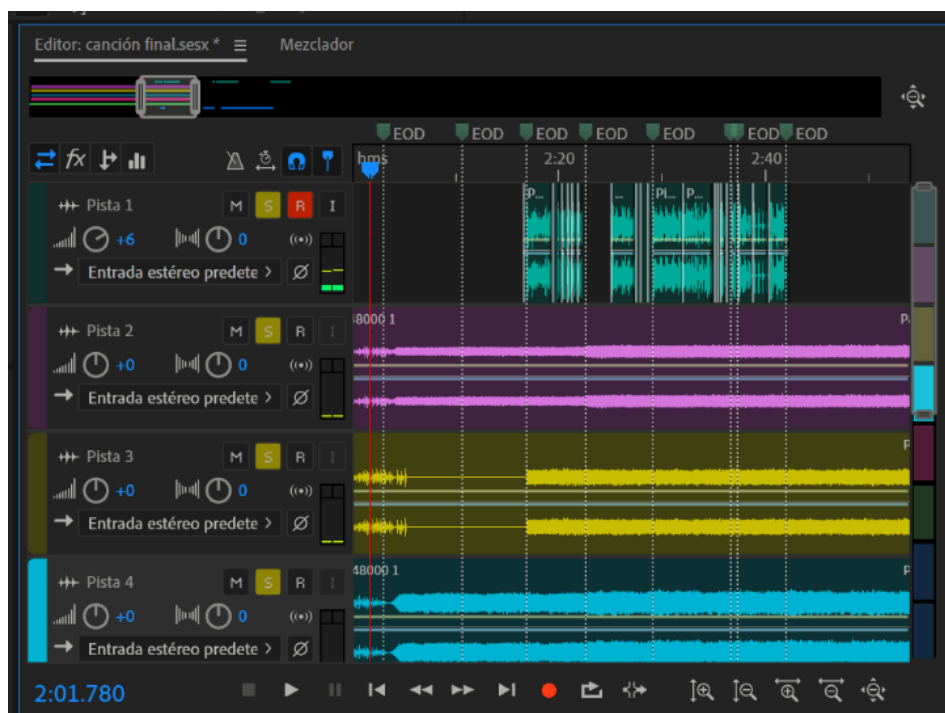 Editor: canción final.sesx * Mezclador
EOD EOD EOD EOD EOD EOD EOD
hms 2:20 2:40
Pista 1 M S R I P... ... Pi... P...
+6 0
Entrada estéreo predete
Pista 2 M S R I 48000 1
+0 0
Entrada estéreo predete
Pista 3 M S R I
+0 0
Entrada estéreo predete
Pista 4 M S R I 48000 1
+0 0
Entrada estéreo predete
2:01.780